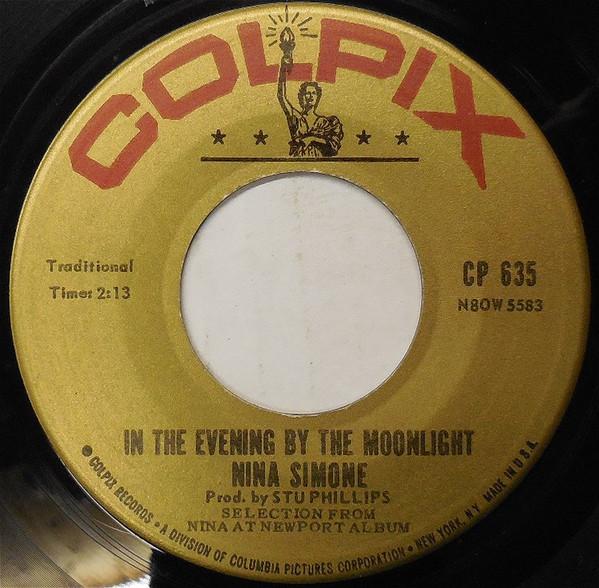 COLPIX
Traditional
Time: 2:13
CP 635
N8OW 5583
IN THE EVENING BY THE MOONLIGHT
NINA SIMONE
Prod. by STU PHILLIPS
SELECTION FROM
NINA AT NEWPORT ALBUM
● COLPIX RECORDS • A DIVISION OF COLUMBIA PICTURES CORPORATION • NEW YORK, N.Y. MADE IN U.S.A.